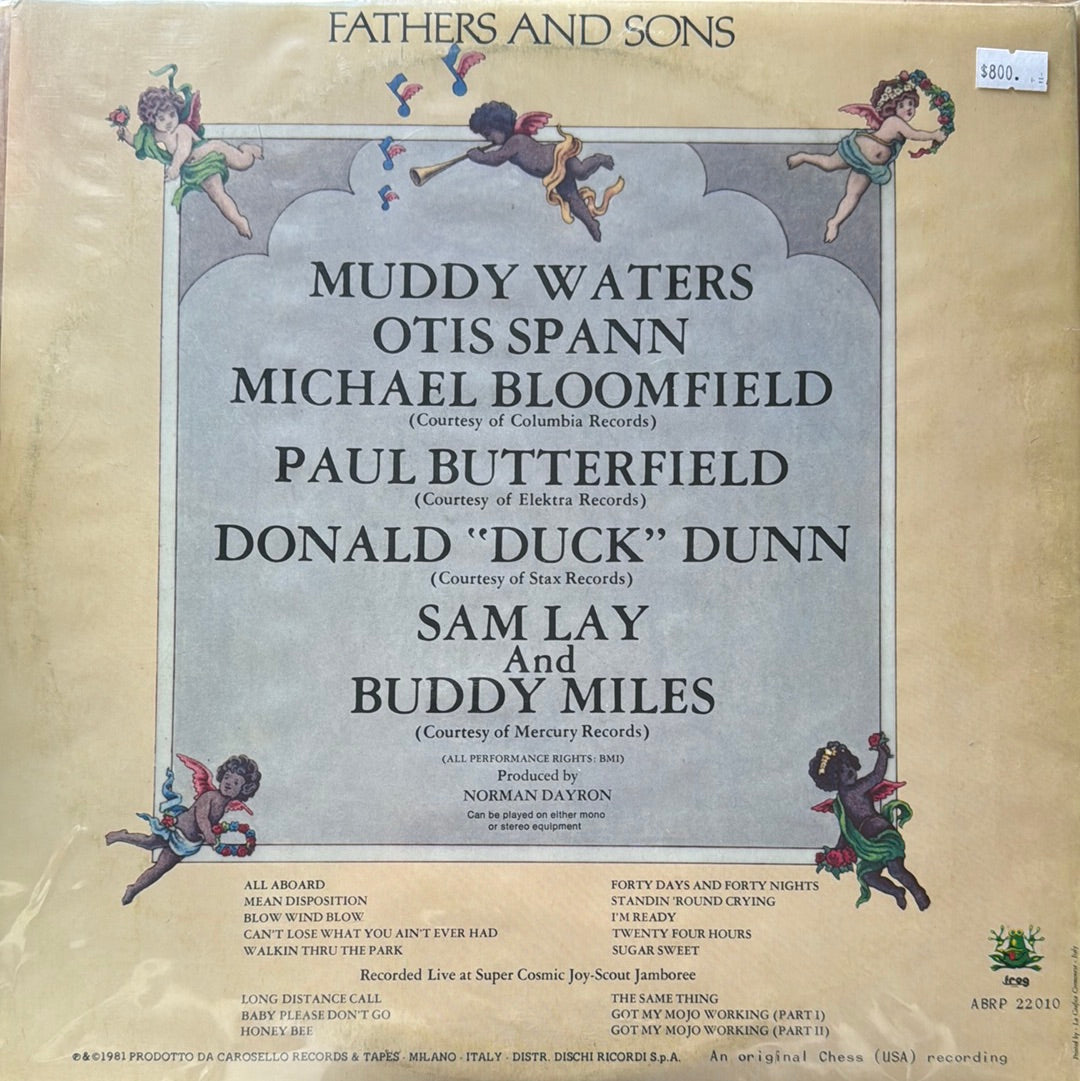 FATHERS AND SONS
$800.
MUDDY WATERS
OTIS SPANN
MICHAEL BLOOMFIELD
(Courtesy of Columbia Records)
PAUL BUTTERFIELD
(Courtesy of Elektra Records)
DONALD “DUCK” DUNN
(Courtesy of Stax Records)
SAM LAY
And
BUDDY MILES
(Courtesy of Mercury Records)
(ALL PERFORMANCE RIGHTS: BMI)
Produced by
NORMAN DAYRON
Can be played on either mono
or stereo equipment
ALL ABOARD
MEAN DISPOSITION
BLOW WIND BLOW
CAN'T LOSE WHAT YOU AIN'T EVER HAD
WALKIN THRU THE PARK
FORTY DAYS AND FORTY NIGHTS
STANDIN 'ROUND CRYING
I'M READY
TWENTY FOUR HOURS
SUGAR SWEET
Recorded Live at Super Cosmic Joy-Scout Jamboree
LONG DISTANCE CALL
BABY PLEASE DON'T GO
HONEY BEE
THE SAME THING
GOT MY MOJO WORKING (PART I)
GOT MY MOJO WORKING (PART II)
frog
ABRP 22010
℗&©1981 PRODOTTO DA CAROSELLO RECORDS & TAPES - MILANO - ITALY - DISTR. DISCHI RICORDI S.p.A.
An original Chess (USA) recording